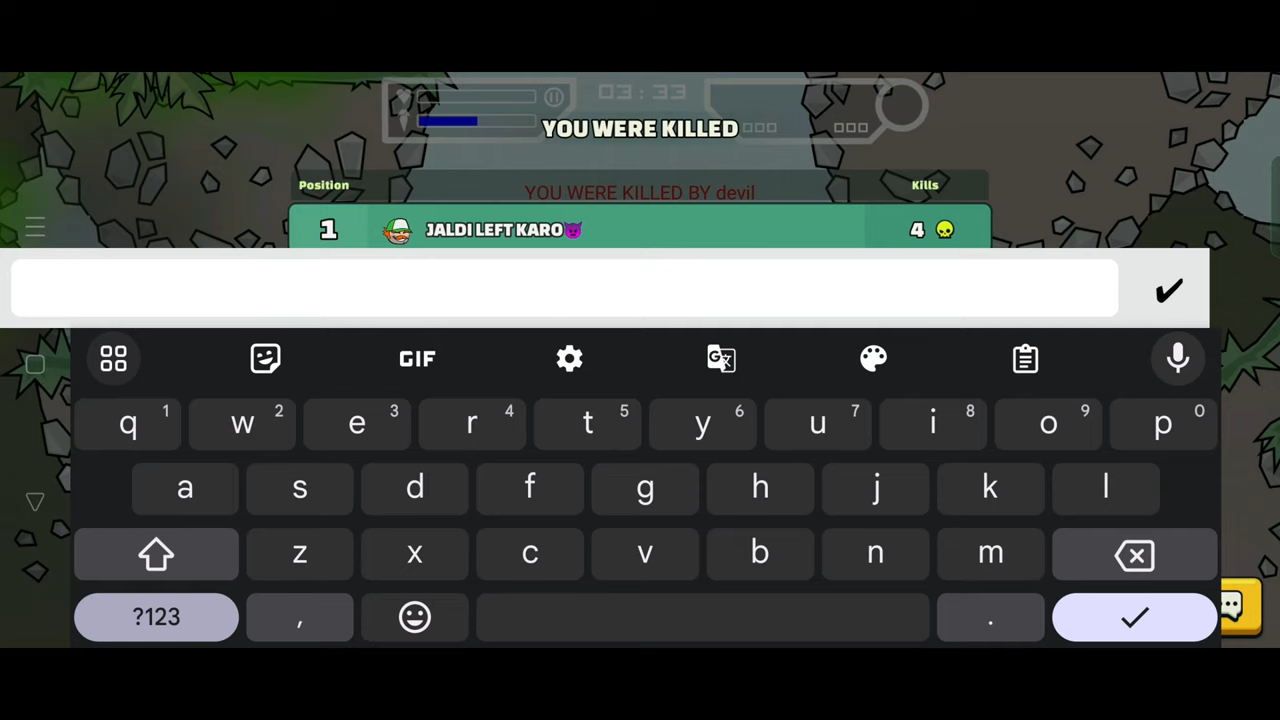 03:33
YOU WERE KILLED
Position
YOU WERE KILLED BY devil
Kills
1 JALDI LEFT KARO😈 4
GIF
q 1 w 2 e 3 r 4 t 5 y 6 u 7 i 8 o 9 p 0
a s d f g h j k l
z x c v b n m
?123 , .